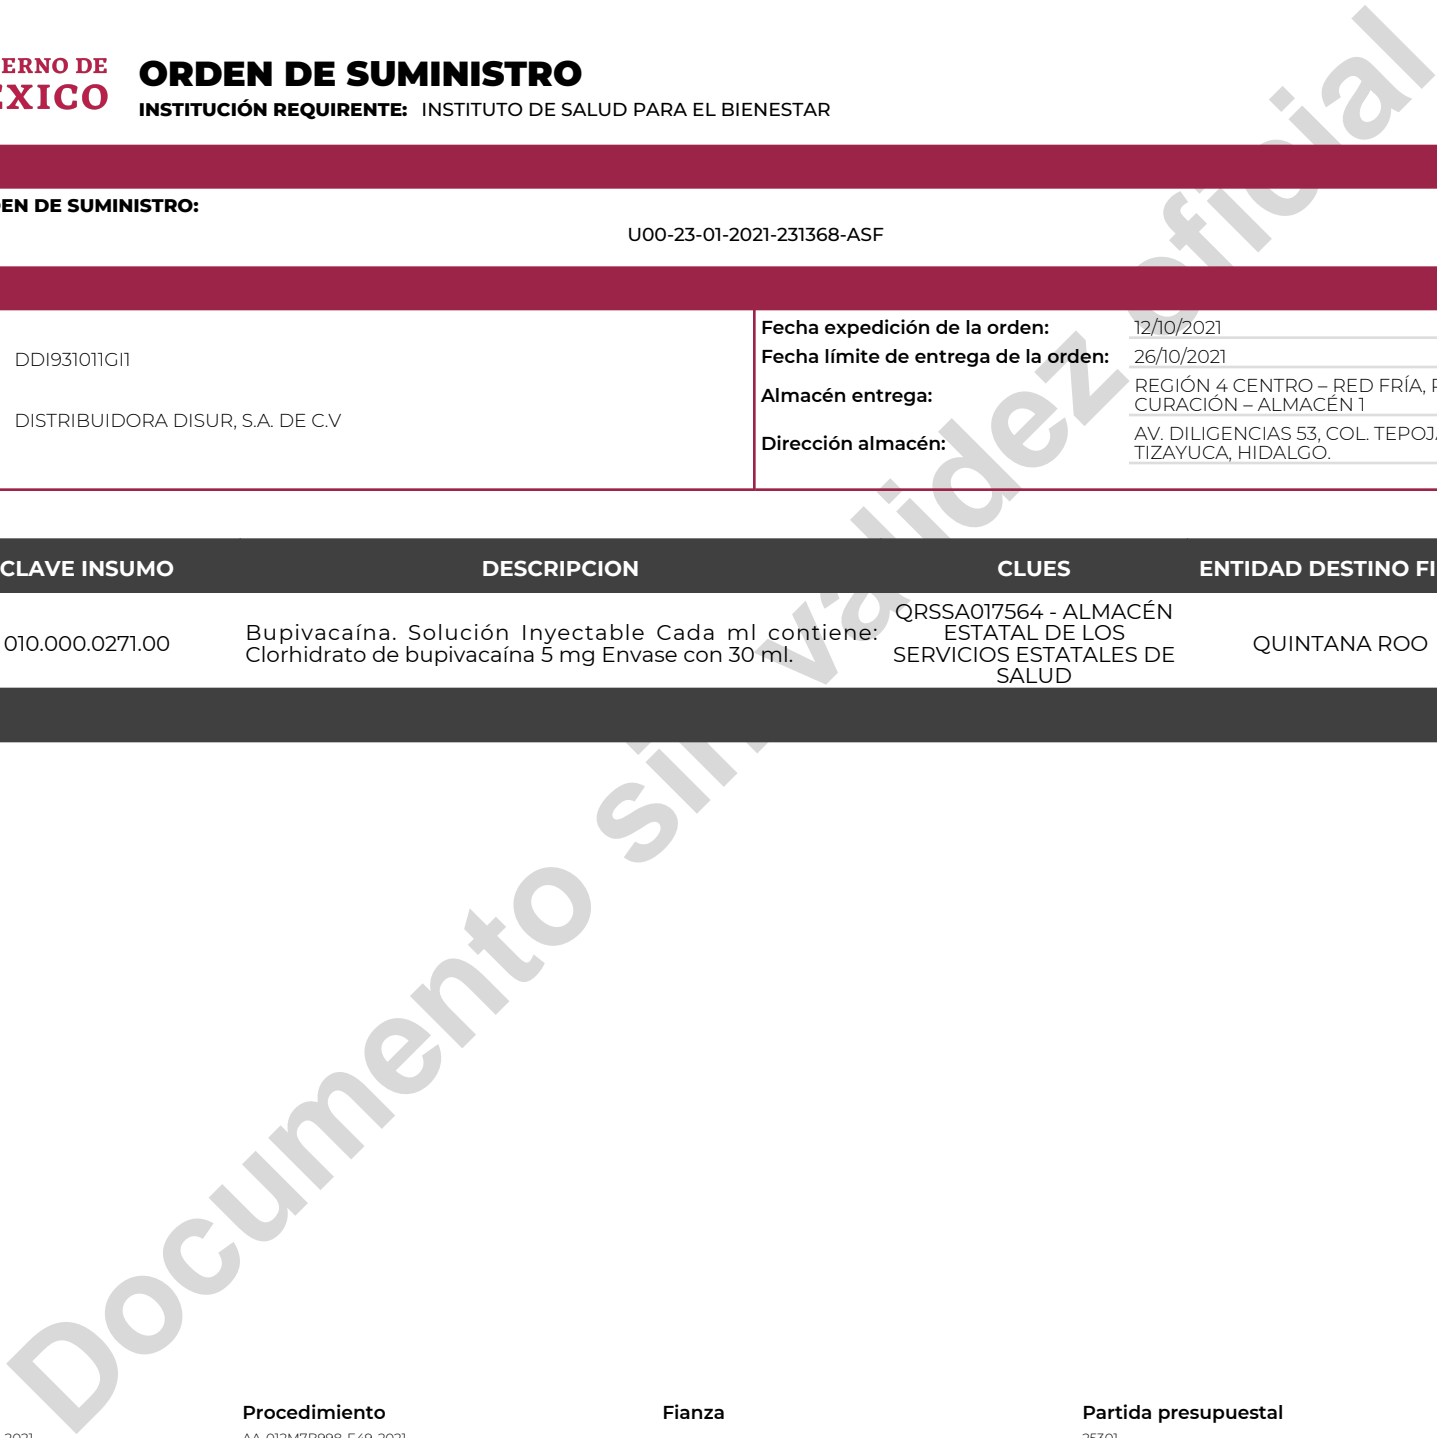 ERNO DE
ORDEN DE SUMINISTRO
INSTITUCIÓN REQUIRENTE: INSTITUTO DE SALUD PARA EL BIENESTAR
EN DE SUMINISTRO:
U00-23-01-2021-231368-ASF
DDI931011GI1
DISTRIBUIDORA DISUR, S.A. DE C.V
Fecha expedición de la orden: 12/10/2021
Fecha límite de entrega de la orden: 26/10/2021
Almacén entrega: REGIÓN 4 CENTRO – RED FRÍA,
CURACIÓN – ALMACÉN 1
Dirección almacén: AV. DILIGENCIAS 53, COL.
TIZAYUCA, HIDALGO.
CLAVE INSUMO DESCRIPCION CLUES ENTIDAD DESTINO
010.000.0271.00
Bupivacaína. Solución Inyectable Cada ml contiene:
Clorhidrato de bupivacaína 5 mg Envase con 30 ml.
QRSSA017564 - ALMACÉN
ESTATAL DE LOS
SERVICIOS ESTATALES DE
SALUD
QUINTANA ROO
Documento sin validez oficial
Procedimiento Fianza Partida presupuestal